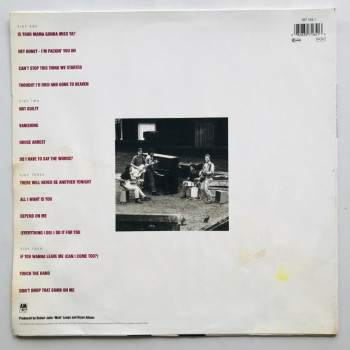 SIDE ONE
IS YOUR MAMA GONNA MISS YA?
HEY HONEY - I'M PACKIN' YOU IN!
CAN'T STOP THIS THING WE STARTED
THOUGHT I'D DIED AND GONE TO HEAVEN
SIDE TWO
NOT GUILTY
VANISHING
HOUSE ARREST
DO I HAVE TO SAY THE WORDS?
SIDE THREE
THERE WILL NEVER BE ANOTHER TONIGHT
ALL I WANT IS YOU
DEPEND ON ME
(EVERYTHING I DO) I DO IT FOR YOU
SIDE FOUR
IF YOU WANNA LEAVE ME (CAN I COME TOO?)
TOUCH THE HAND
DON'T DROP THAT BOMB ON ME
A&M
Produced by Robert John "Mutt" Lange and Bryan Adams